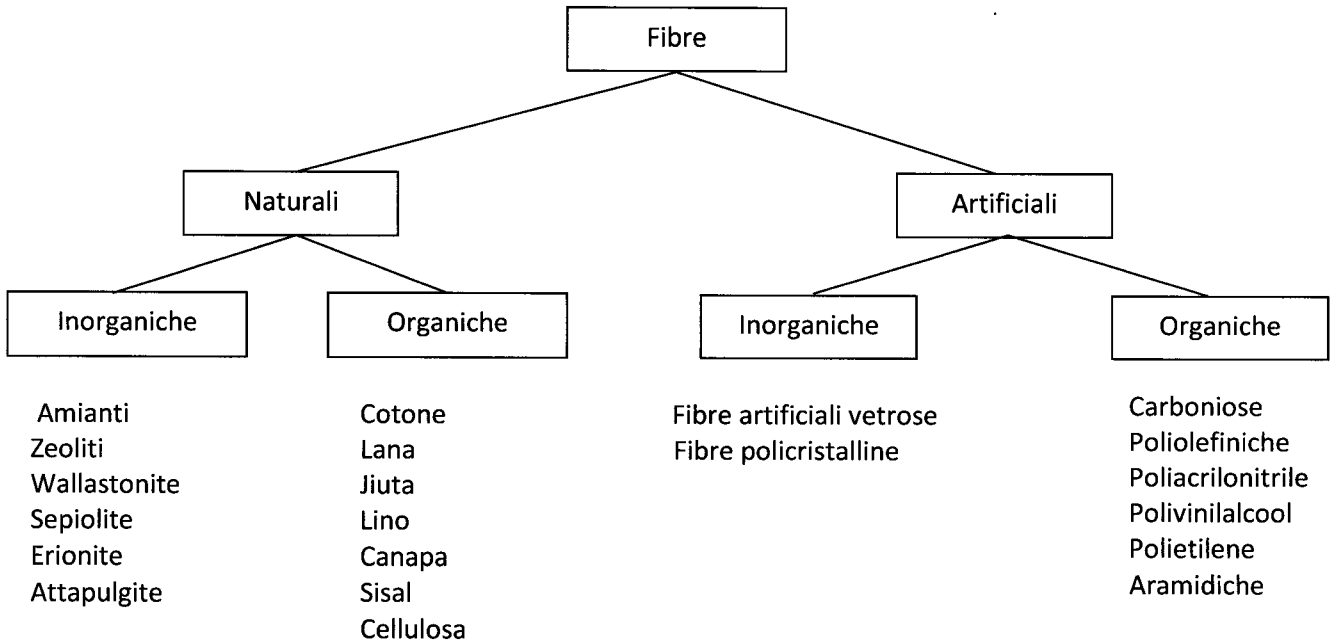 Fibre
Naturali
Artificiali
Inorganiche
Organiche
Inorganiche
Organiche
Amianti
Zeoliti
Wallastonite
Sepiolite
Erionite
Attapulgite
Cotone
Lana
Jiuta
Lino
Canapa
Sisal
Cellulosa
Fibre artificiali vetrose
Fibre policristalline
Carboniose
Poliolefiniche
Poliacrilonitrile
Polivinilalcool
Polietilene
Aramidiche